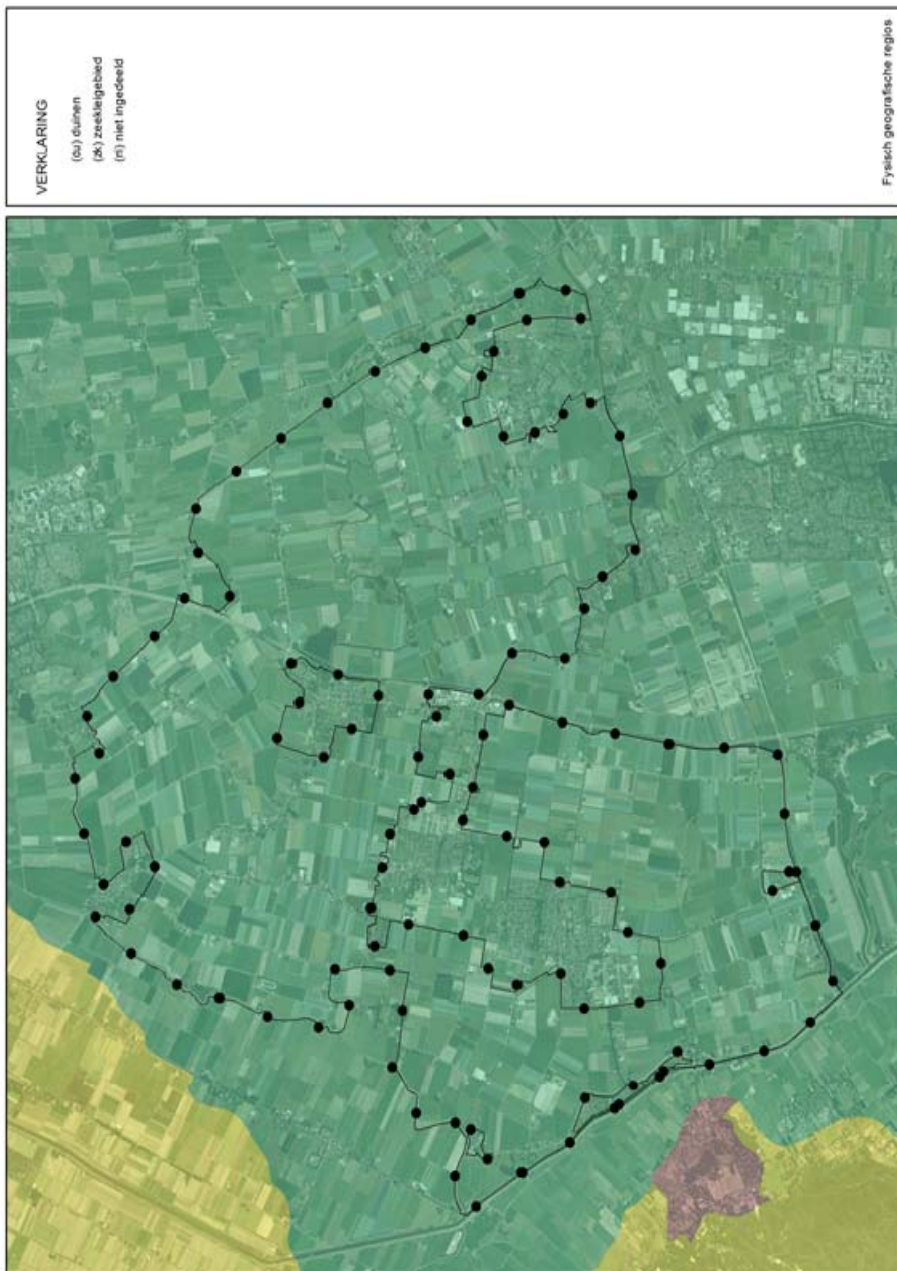 VERKLARING
(du) duinen
(zk) zeekleigebied
(ni) niet ingedeeld
Fysisch geografische regios